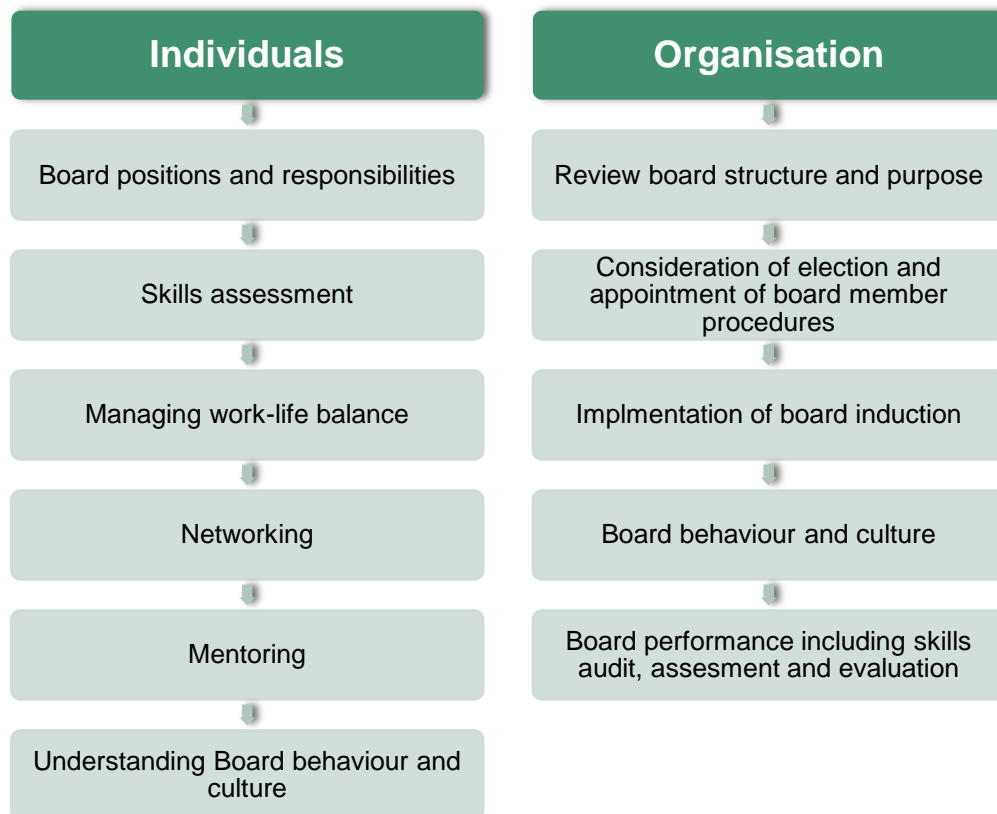 Individuals
Board positions and responsibilities
Skills assessment
Managing work-life balance
Networking
Mentoring
Understanding Board behaviour and
culture
Organisation
Review board structure and purpose
Consideration of election and
appointment of board member
procedures
Implmentation of board induction
Board behaviour and culture
Board performance including skills
audit, assesment and evaluation